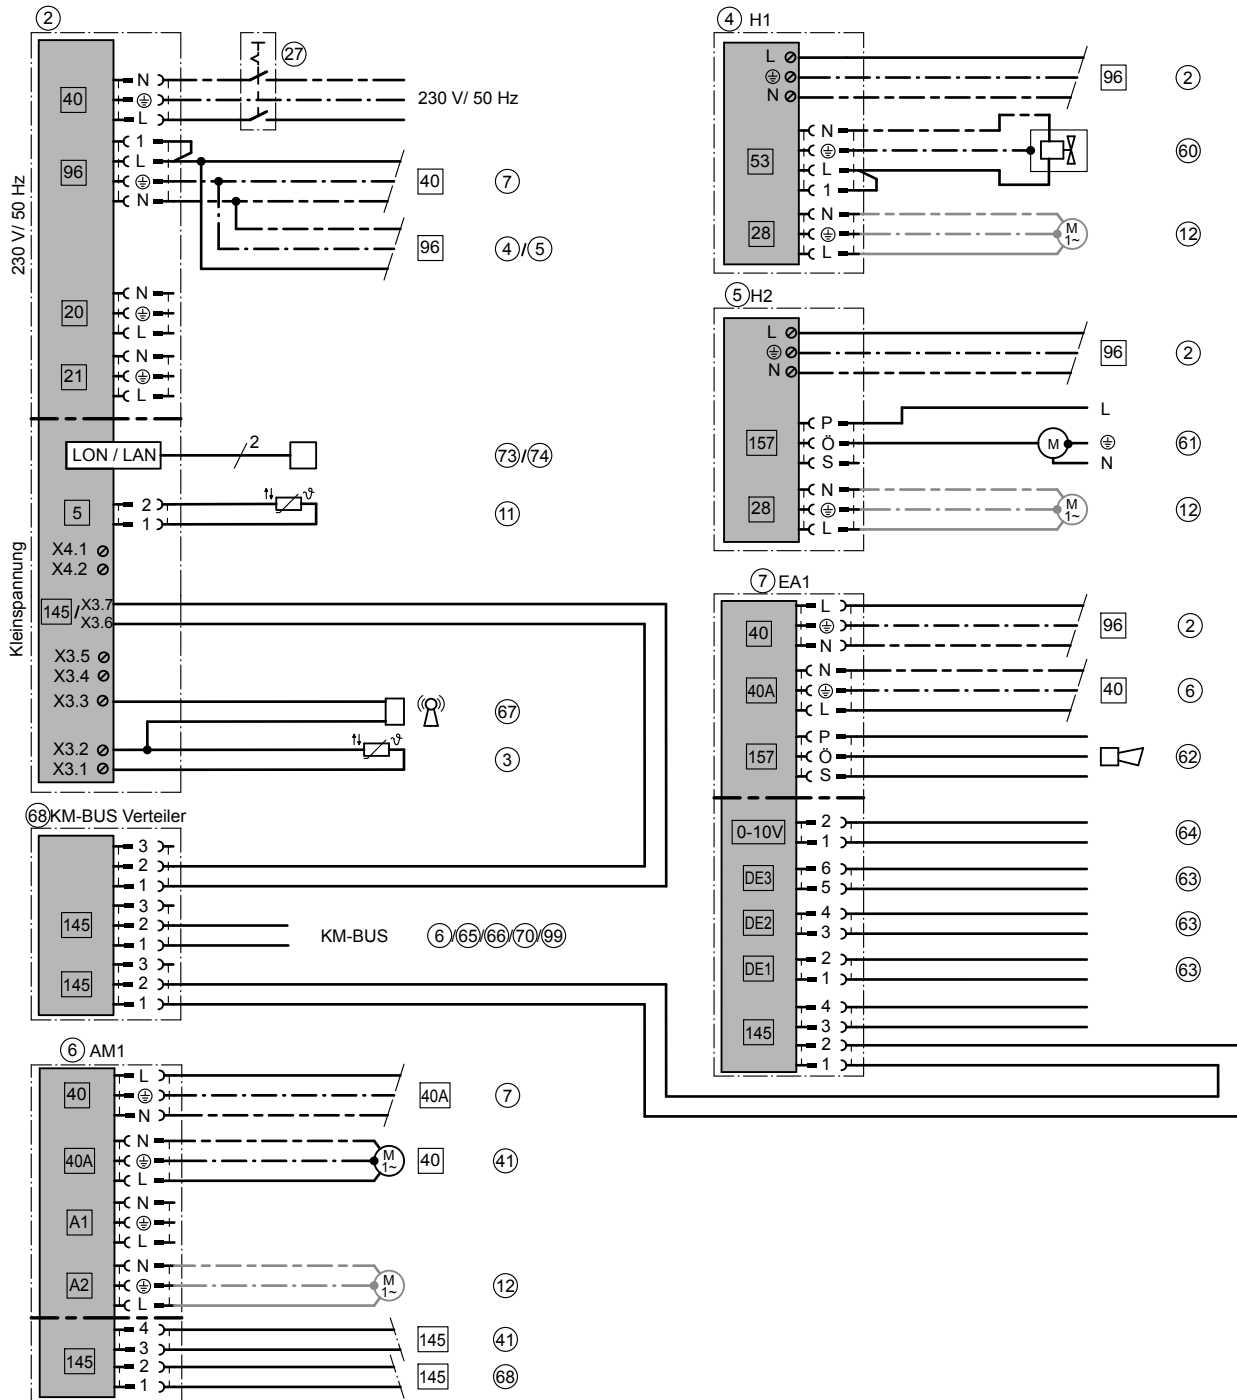 2
40
N
L
27
230 V/ 50 Hz
96
1
L
N
40
7
96
4/5
230 V/ 50 Hz
20
N
L
21
N
L
LON / LAN
2
73/74
5
2
1
ϑ
11
X4.1
X4.2
Kleinspannung
145/X3.7
X3.6
X3.5
X3.4
X3.3
67
X3.2
X3.1
ϑ
3
68 KM-BUS Verteiler
3
2
1
145
3
2
1
KM-BUS
6/65/66/70/99
145
3
2
1
6 AM1
40
L
N
40A
7
40A
N
L
M
1~
40
41
A1
N
L
A2
N
L
M
1~
12
145
4
3
2
1
145
41
145
68
4 H1
L
N
96
2
53
N
L
1
60
28
N
L
M
1~
12
5 H2
L
N
96
2
157
P
Ö
S
M
L
N
61
28
N
L
M
1~
12
7 EA1
40
L
N
96
2
40A
N
L
40
6
157
P
Ö
S
62
0-10V
2
1
64
DE3
6
5
63
DE2
4
3
63
DE1
2
1
63
145
4
3
2
1